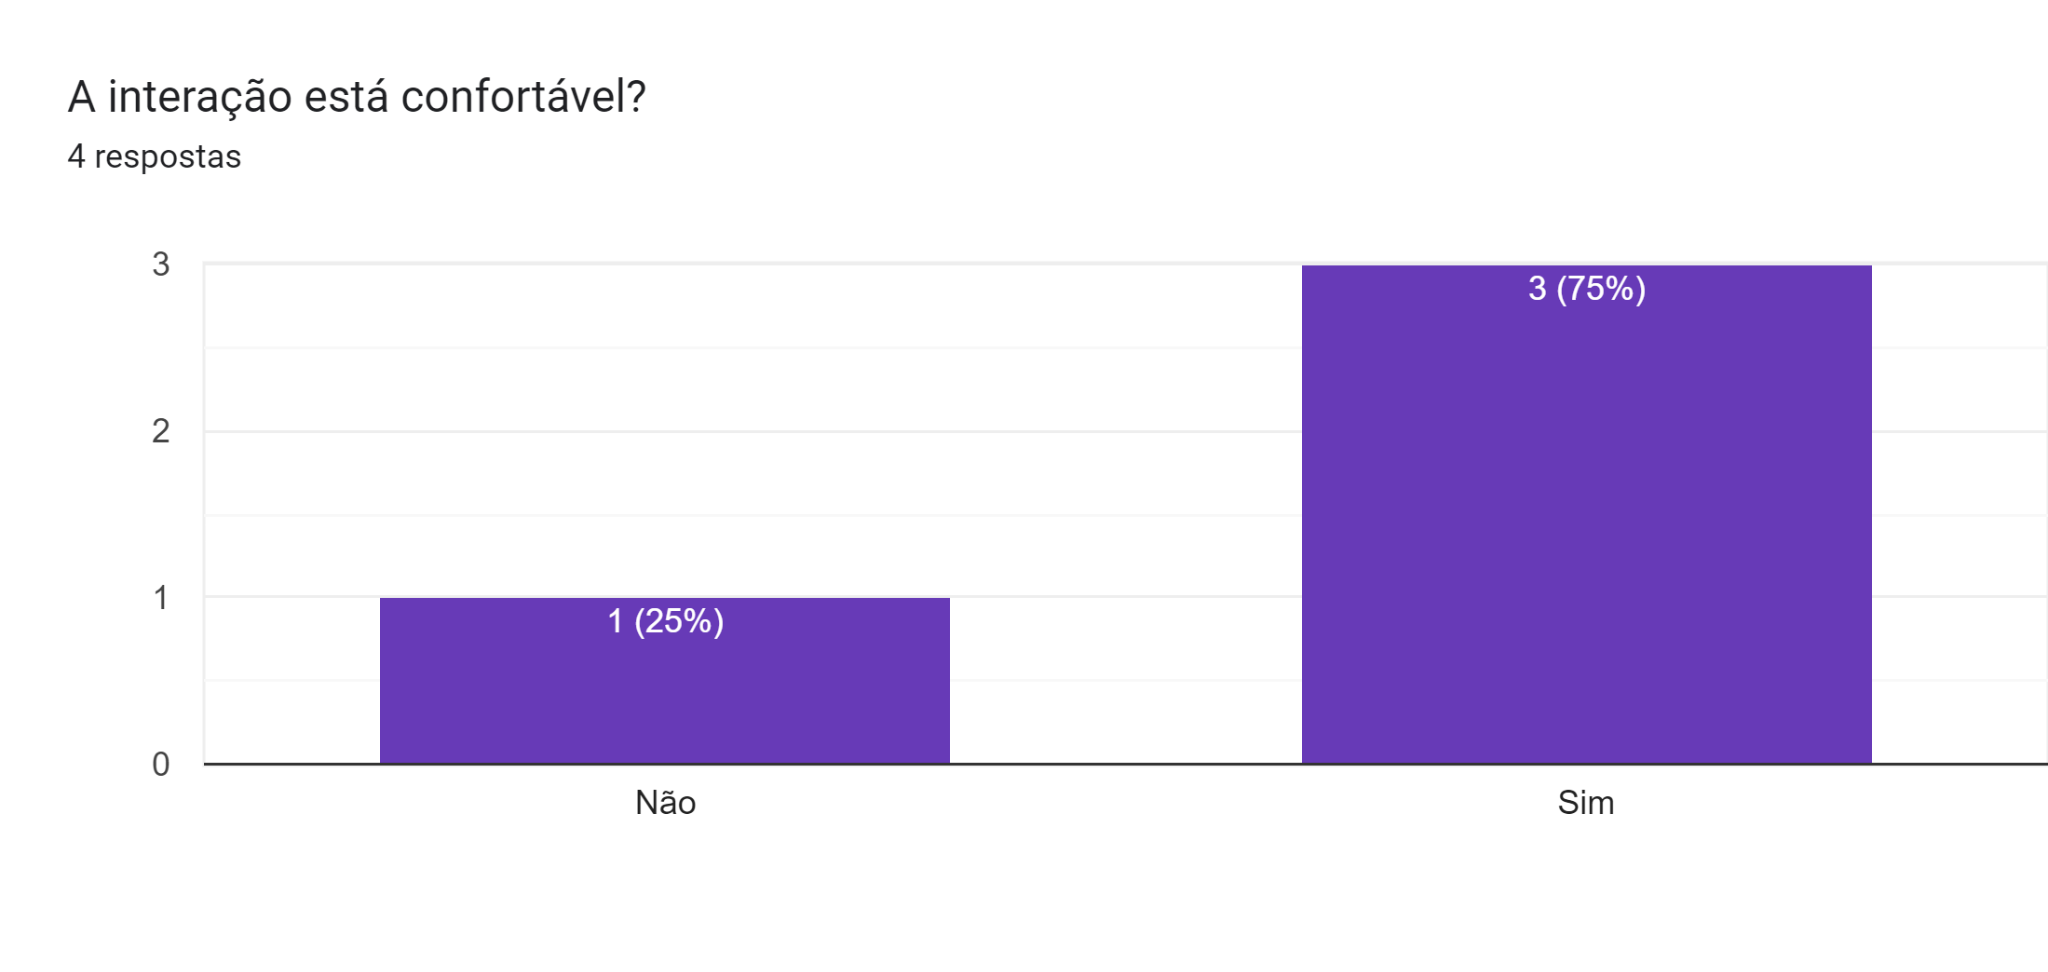 A interação está confortável?
4 respostas
3
3 (75%)
2
1
1 (25%)
0
Não Sim